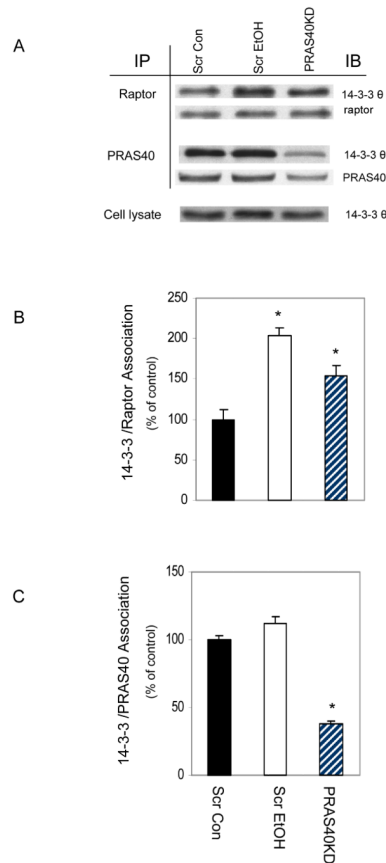 A
IP
Scr Con
Scr EtOH
PRAS40KD
IB
Raptor
14-3-3 θ
raptor
PRAS40
14-3-3 θ
PRAS40
Cell lysate
14-3-3 θ
B
14-3-3 /Raptor Association
(% of control)
250
200
150
100
50
0
*
*
C
14-3-3 /PRAS40 Association
(% of control)
150
100
50
0
*
Scr Con
Scr EtOH
PRAS40KD